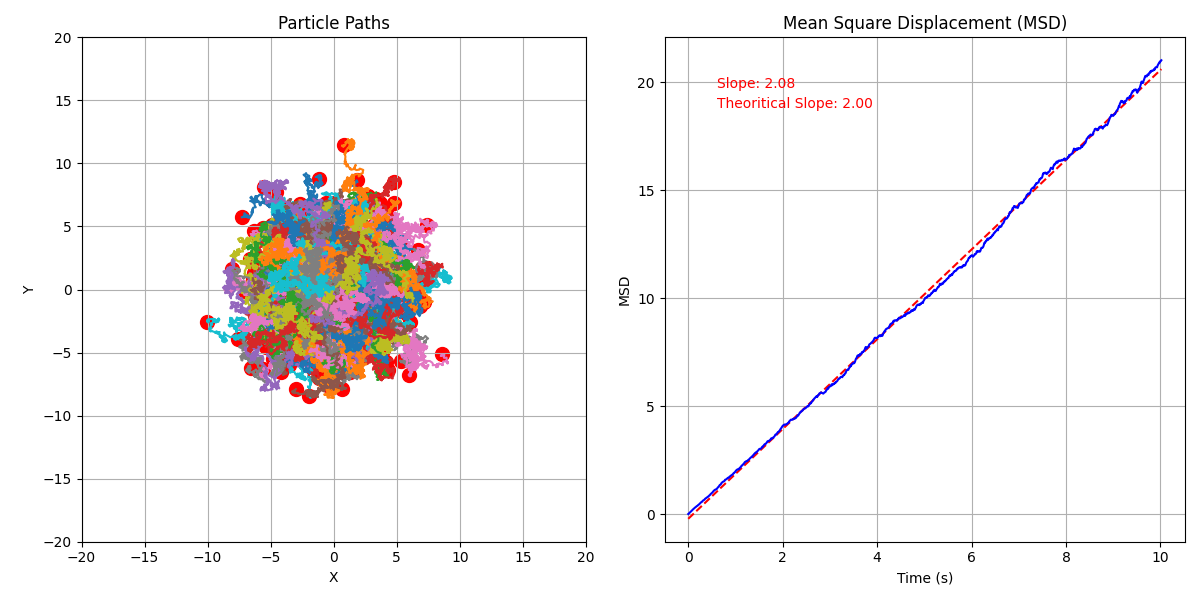 Particle Paths
20
15
10
5
0
−5
−10
−15
−20
Y
−20 −15 −10 −5 0 5 10 15 20
X
Mean Square Displacement (MSD)
Slope: 2.08
Theoritical Slope: 2.00
20
15
10
5
0
MSD
0 2 4 6 8 10
Time (s)